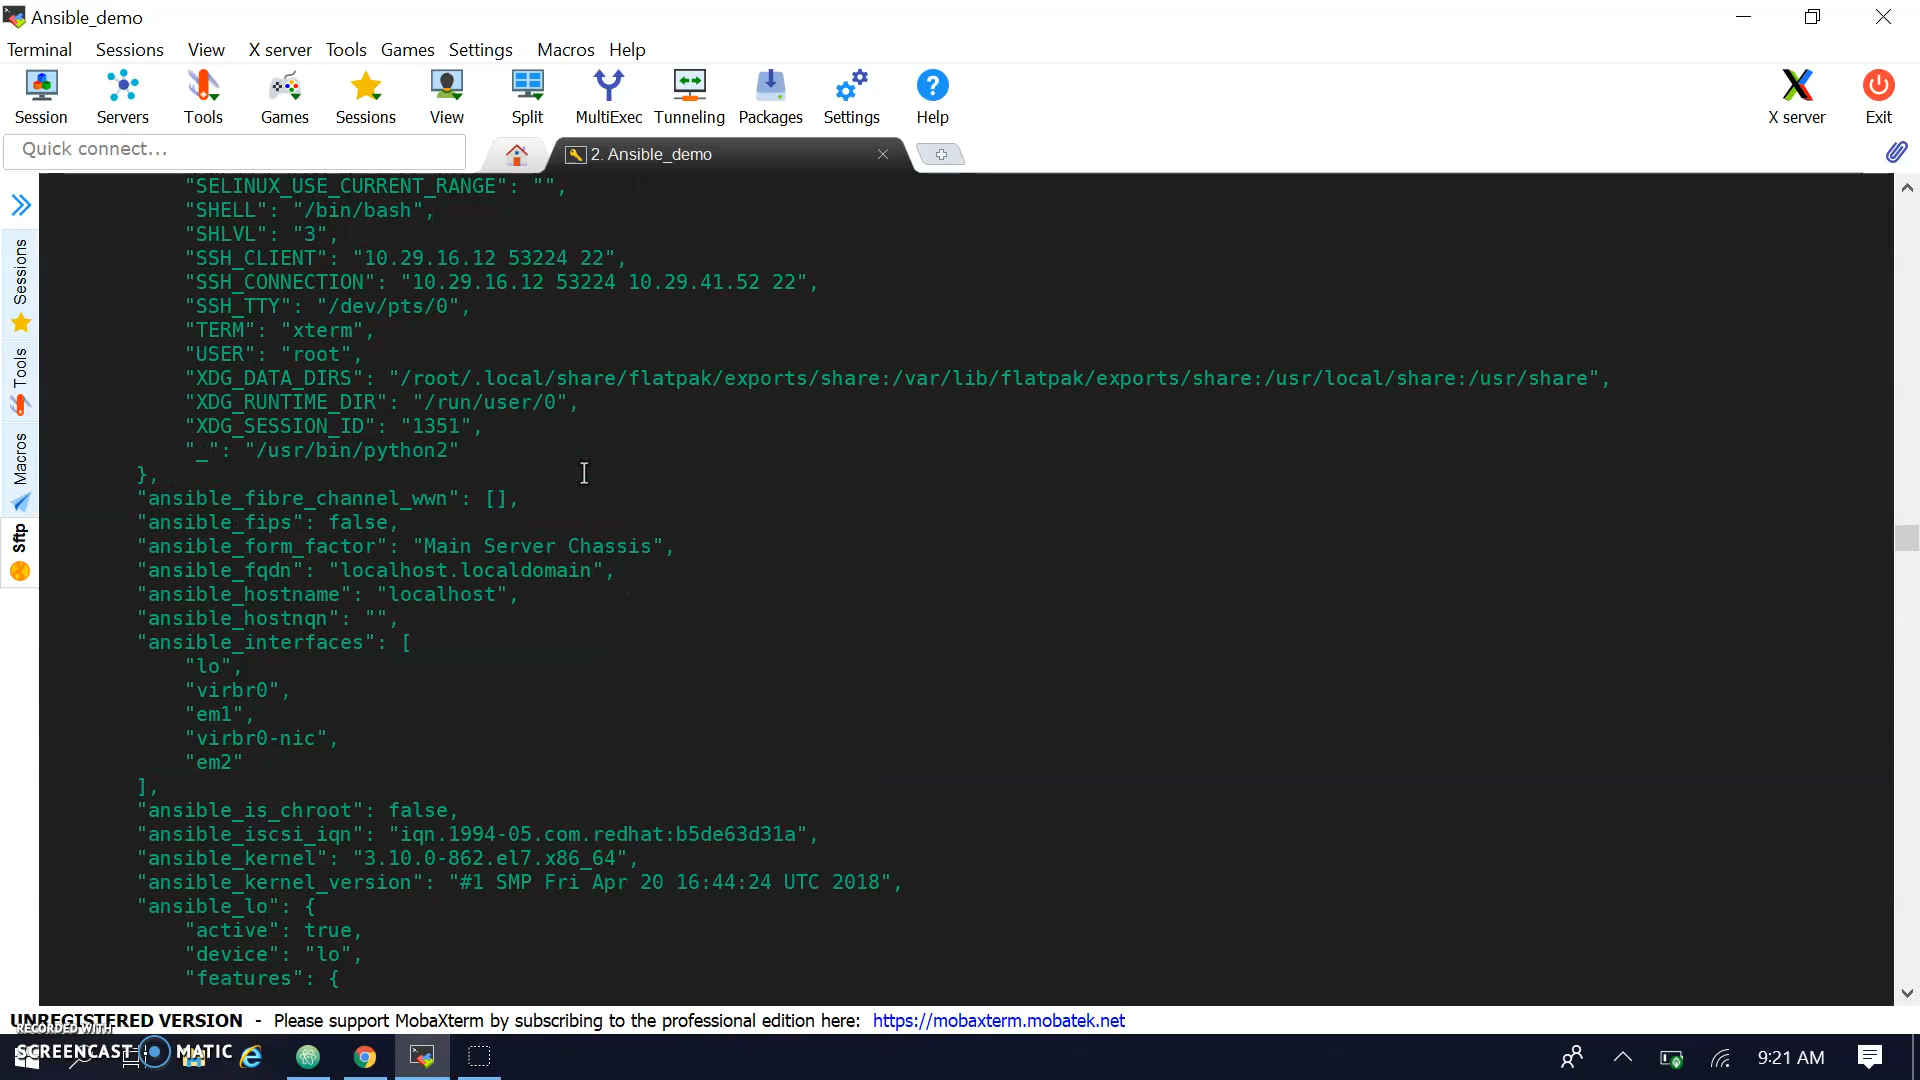 Ansible_demo
Terminal Sessions View X server Tools Games Settings Macros Help
Session Servers Tools Games Sessions View Split MultiExec Tunneling Packages Settings Help X server Exit
Quick connect...
2. Ansible_demo
Sessions
Tools
Macros
Sftp
"SELINUX_USE_CURRENT_RANGE": "",
"SHELL": "/bin/bash",
"SHLVL": "3",
"SSH_CLIENT": "10.29.16.12 53224 22",
"SSH_CONNECTION": "10.29.16.12 53224 10.29.41.52 22",
"SSH_TTY": "/dev/pts/0",
"TERM": "xterm",
"USER": "root",
"XDG_DATA_DIRS": "/root/.local/share/flatpak/exports/share:/var/lib/flatpak/exports/share:/usr/local/share:/usr/share",
"XDG_RUNTIME_DIR": "/run/user/0",
"XDG_SESSION_ID": "1351",
"_": "/usr/bin/python2"
},
"ansible_fibre_channel_wwn": [],
"ansible_fips": false,
"ansible_form_factor": "Main Server Chassis",
"ansible_fqdn": "localhost.localdomain",
"ansible_hostname": "localhost",
"ansible_hostnqn": "",
"ansible_interfaces": [
"lo",
"virbr0",
"em1",
"virbr0-nic",
"em2"
],
"ansible_is_chroot": false,
"ansible_iscsi_iqn": "iqn.1994-05.com.redhat:b5de63d31a",
"ansible_kernel": "3.10.0-862.el7.x86_64",
"ansible_kernel_version": "#1 SMP Fri Apr 20 16:44:24 UTC 2018",
"ansible_lo": {
"active": true,
"device": "lo",
"features": {
UNREGISTERED VERSION - Please support MobaXterm by subscribing to the professional edition here: https://mobaxterm.mobatek.net
RECORDED WITH
SCREENCAST MATIC
9:21 AM